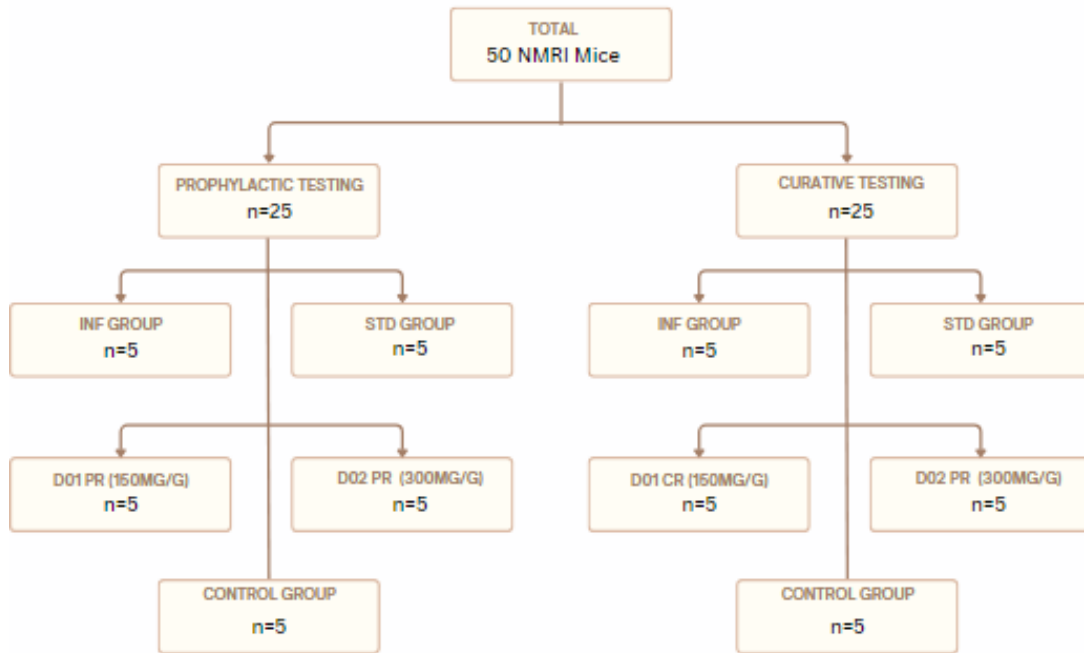 TOTAL
50 NMRI Mice
PROPHYLACTIC TESTING
n=25
CURATIVE TESTING
n=25
INF GROUP
n=5
STD GROUP
n=5
INF GROUP
n=5
STD GROUP
n=5
D01 PR (150MG/G)
n=5
D02 PR (300MG/G)
n=5
D01 CR (150MG/G)
n=5
D02 PR (300MG/G)
n=5
CONTROL GROUP
n=5
CONTROL GROUP
n=5